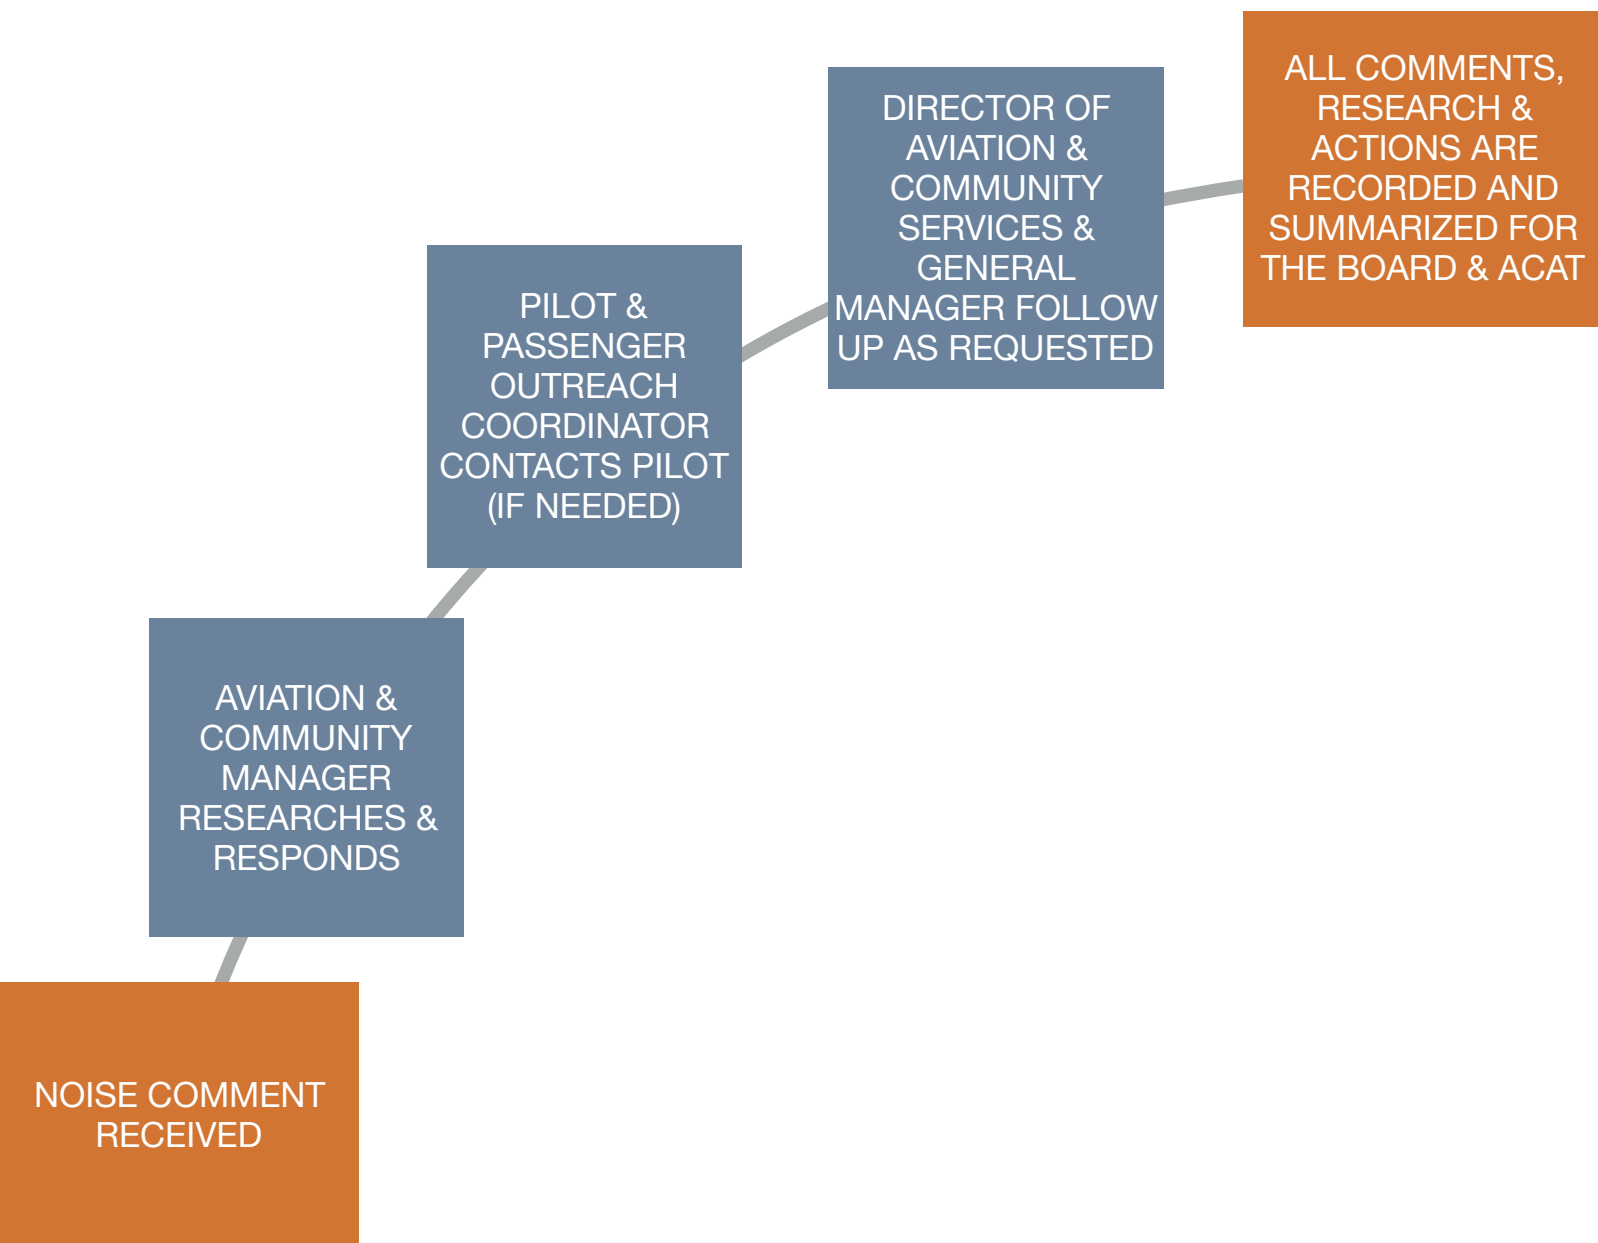 ALL COMMENTS,
RESEARCH &
ACTIONS ARE
RECORDED AND
SUMMARIZED FOR
THE BOARD & ACAT
DIRECTOR OF
AVIATION &
COMMUNITY
SERVICES &
GENERAL
MANAGER FOLLOW
UP AS REQUESTED
PILOT &
PASSENGER
OUTREACH
COORDINATOR
CONTACTS PILOT
(IF NEEDED)
AVIATION &
COMMUNITY
MANAGER
RESEARCHES &
RESPONDS
NOISE COMMENT
RECEIVED